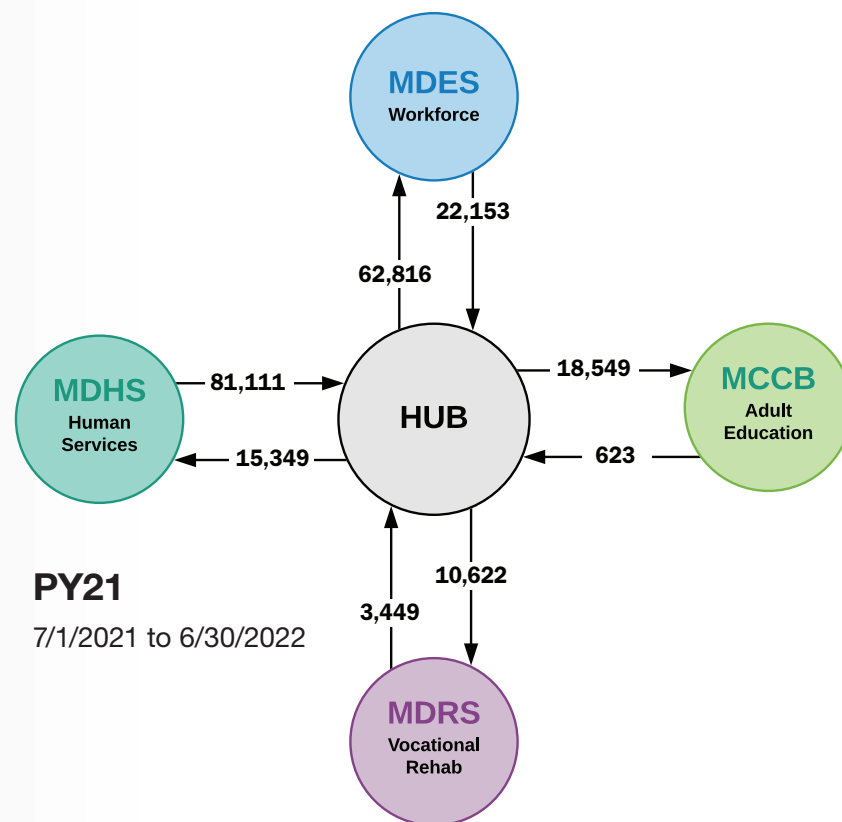 MDES
Workforce
22,153
62,816
MDHS
Human
Services
81,111
15,349
HUB
18,549
623
MCCB
Adult
Education
10,622
3,449
PY21
7/1/2021 to 6/30/2022
MDRS
Vocational
Rehab